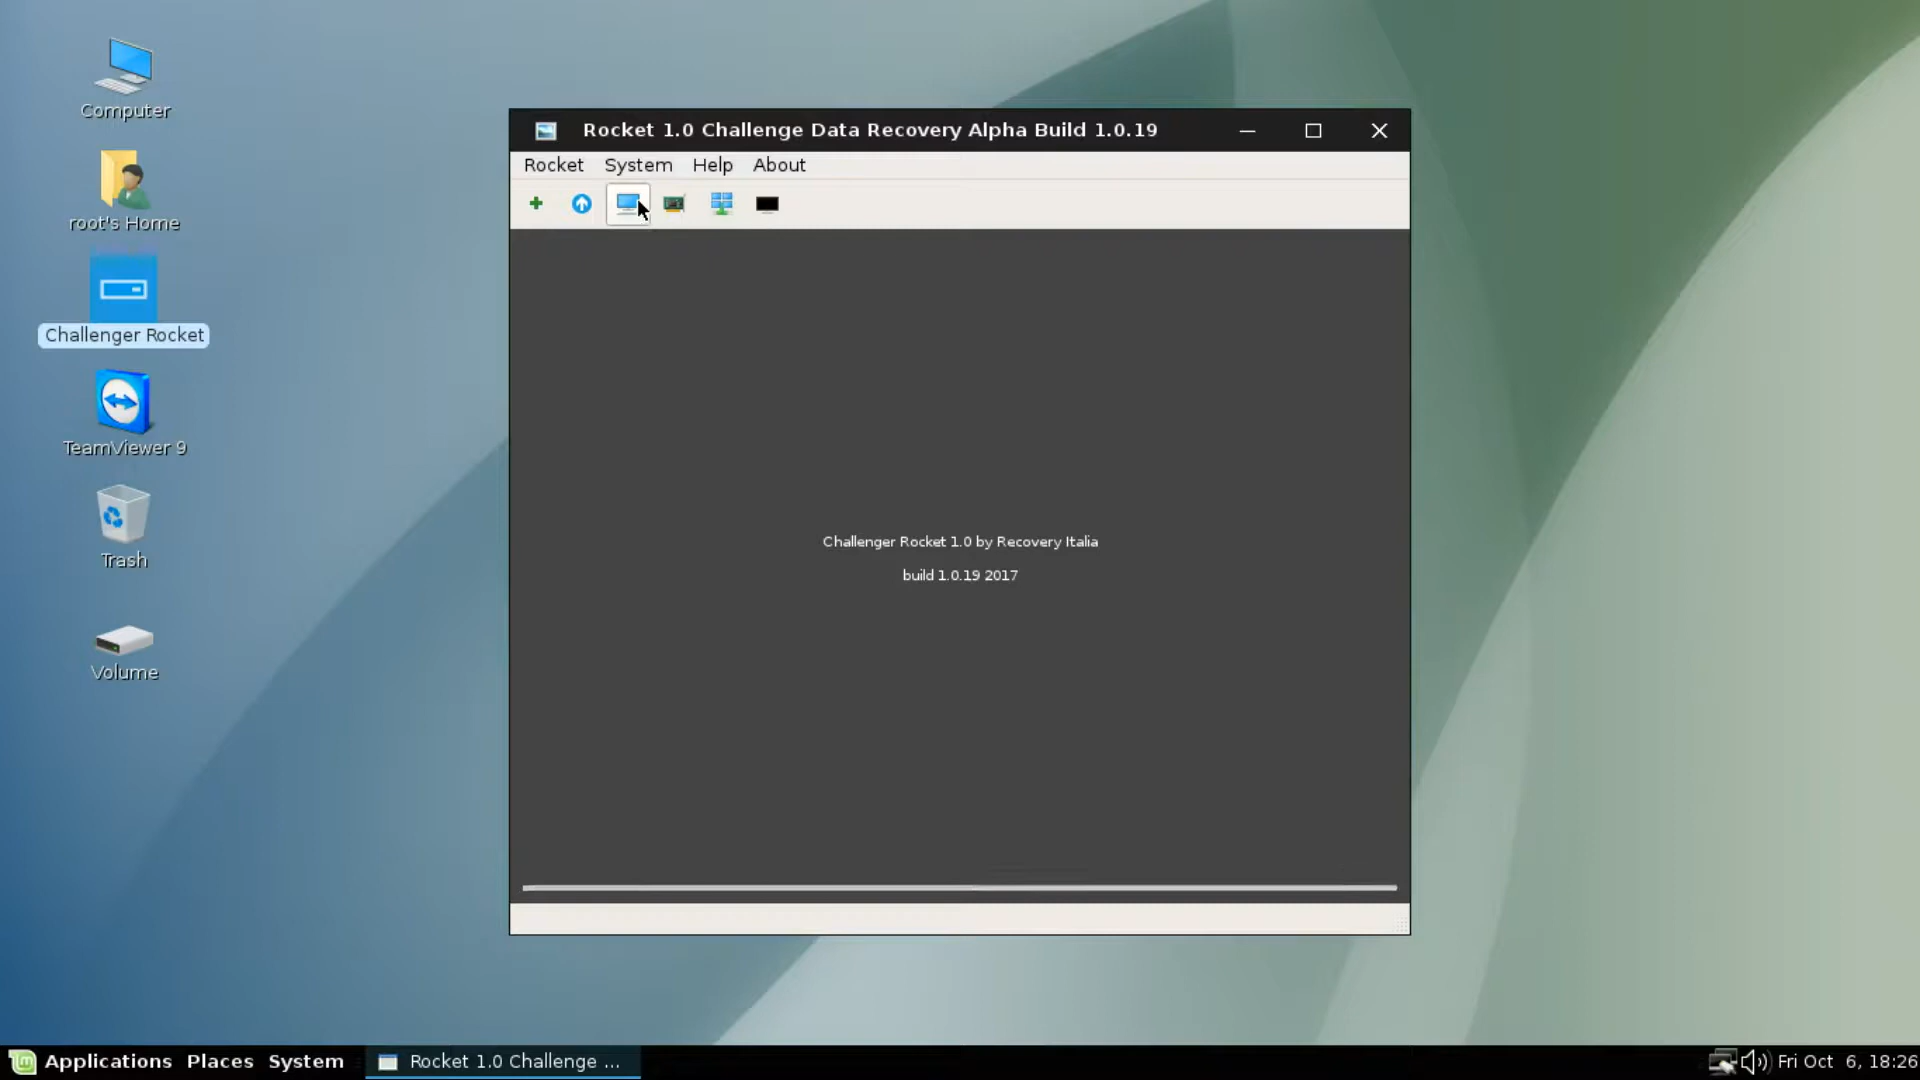 Computer
root's Home
Challenger Rocket
TeamViewer 9
Trash
Volume
Rocket 1.0 Challenge Data Recovery Alpha Build 1.0.19
Rocket System Help About
Challenger Rocket 1.0 by Recovery Italia
build 1.0.19 2017
Applications Places System Rocket 1.0 Challenge ... Fri Oct 6, 18:26